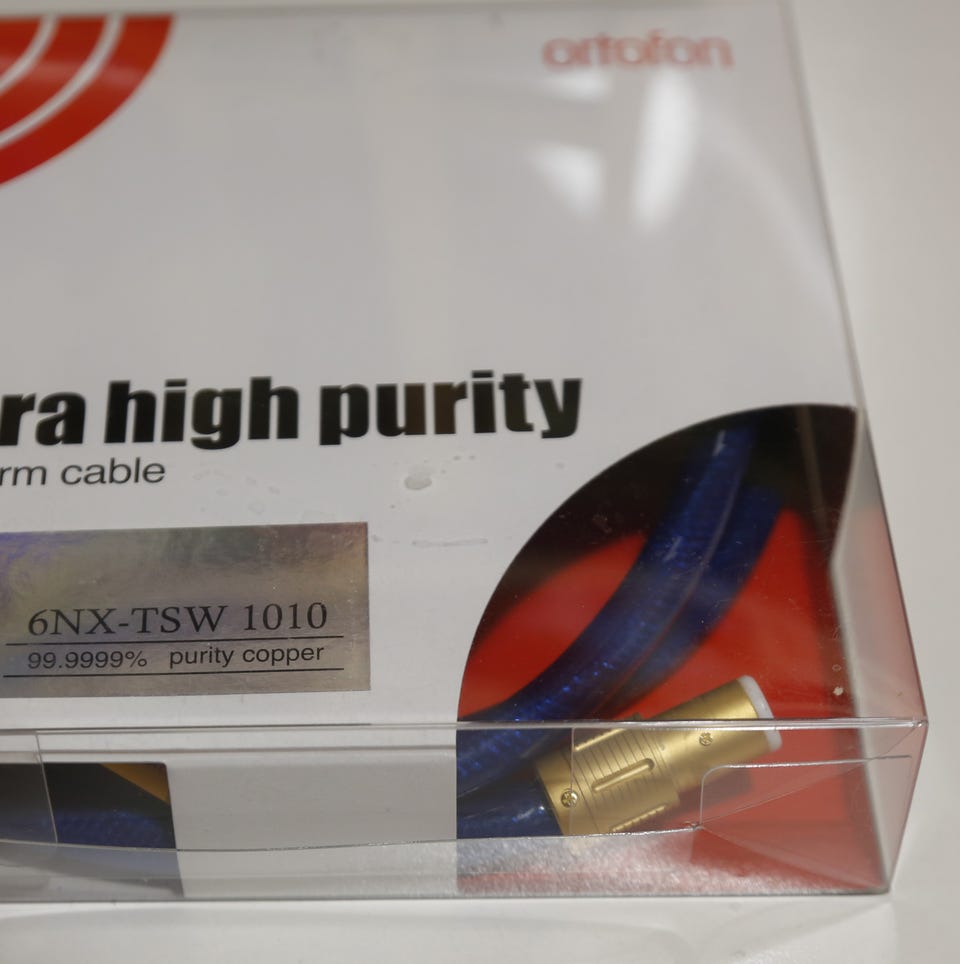 ortofon
ra high purity
rm cable
6NX-TSW 1010
99.9999% purity copper